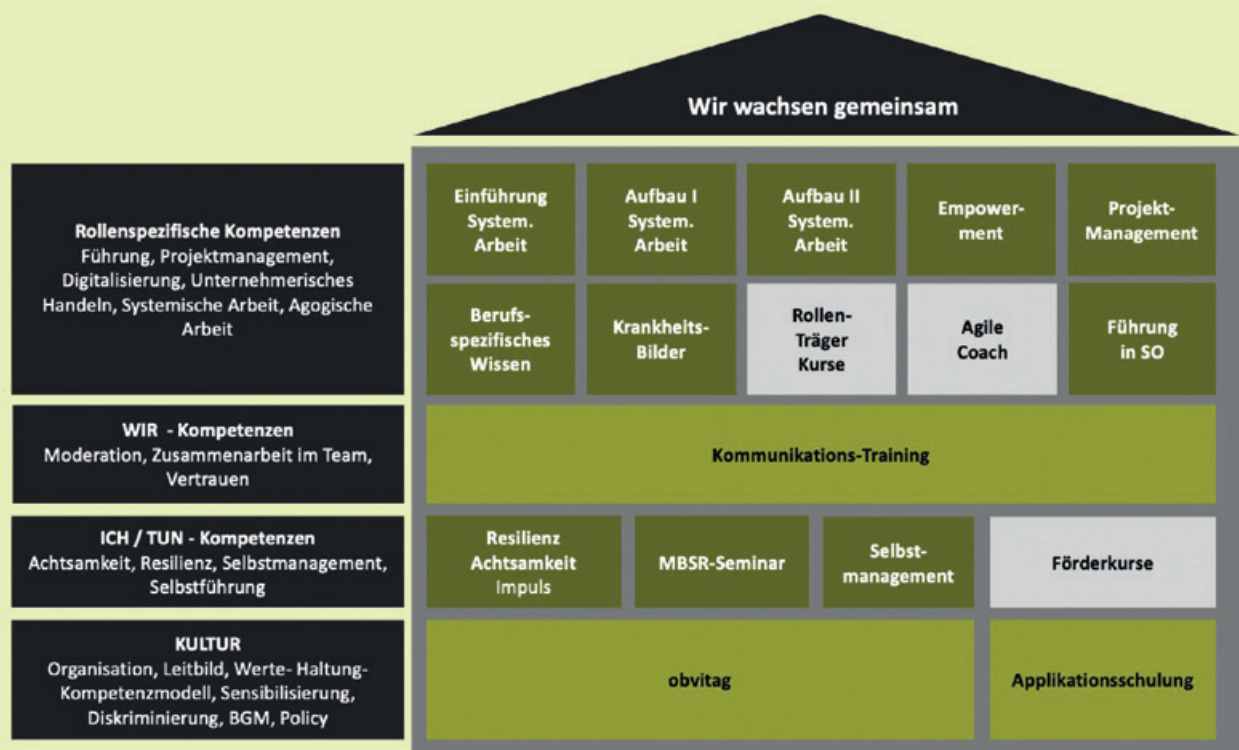 Wir wachsen gemeinsam
Rollenspezifische Kompetenzen
Führung, Projektmanagement,
Digitalisierung, Unternehmerisches
Handeln, Systemische Arbeit, Agogische
Arbeit
Einführung
System.
Arbeit
Aufbau I
System.
Arbeit
Aufbau II
System.
Arbeit
Empower-
ment
Projekt-
Management
Berufs-
spezifisches
Wissen
Krankheits-
Bilder
Rollen-
Träger
Kurse
Agile
Coach
Führung
in SO
WIR - Kompetenzen
Moderation, Zusammenarbeit im Team,
Vertrauen
Kommunikations-Training
ICH / TUN - Kompetenzen
Achtsamkeit, Resilienz, Selbstmanagement,
Selbstführung
Resilienz
Achtsamkeit
Impuls
MBSR-Seminar
Selbst-
management
Förderkurse
KULTUR
Organisation, Leitbild, Werte- Haltung-
Kompetenzmodell, Sensibilisierung,
Diskriminierung, BGM, Policy
obvitag
Applikationsschulung